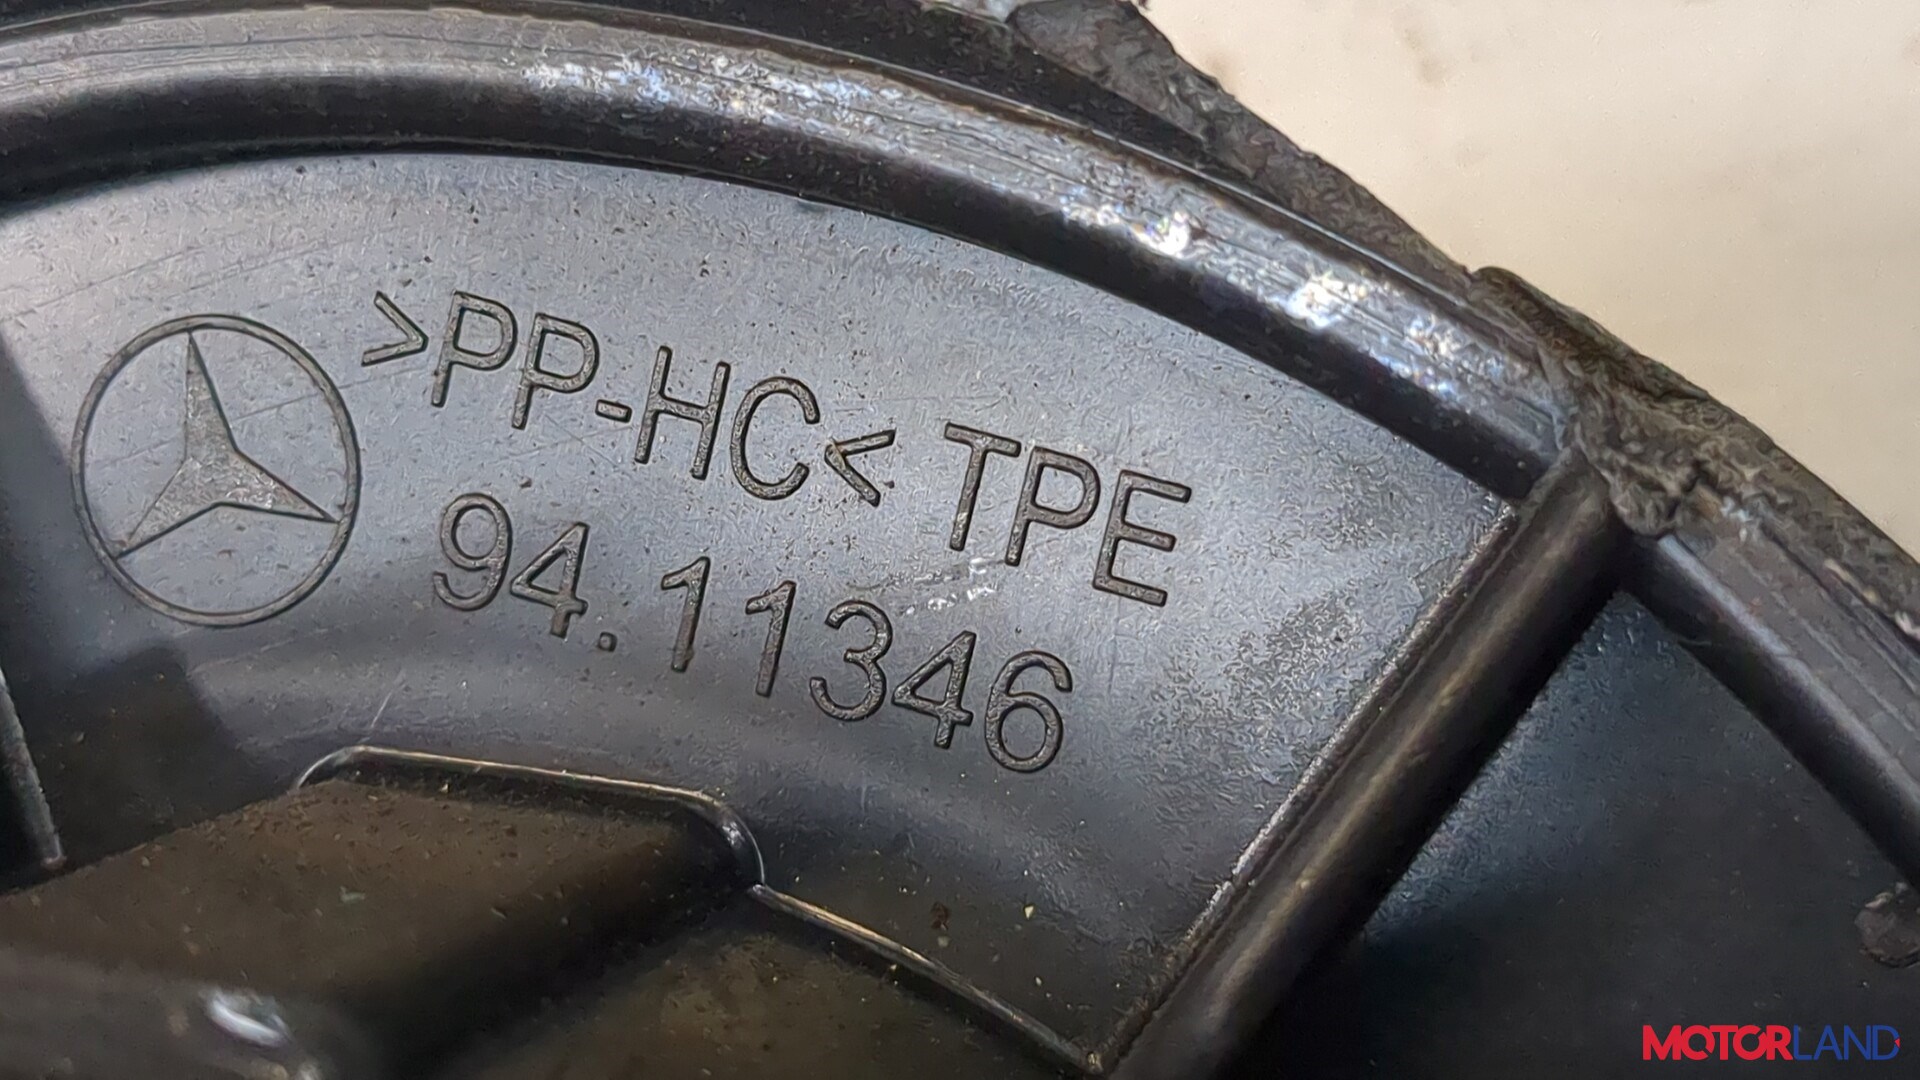 >PP-HC< TPE
94.11346
MOTORLAND